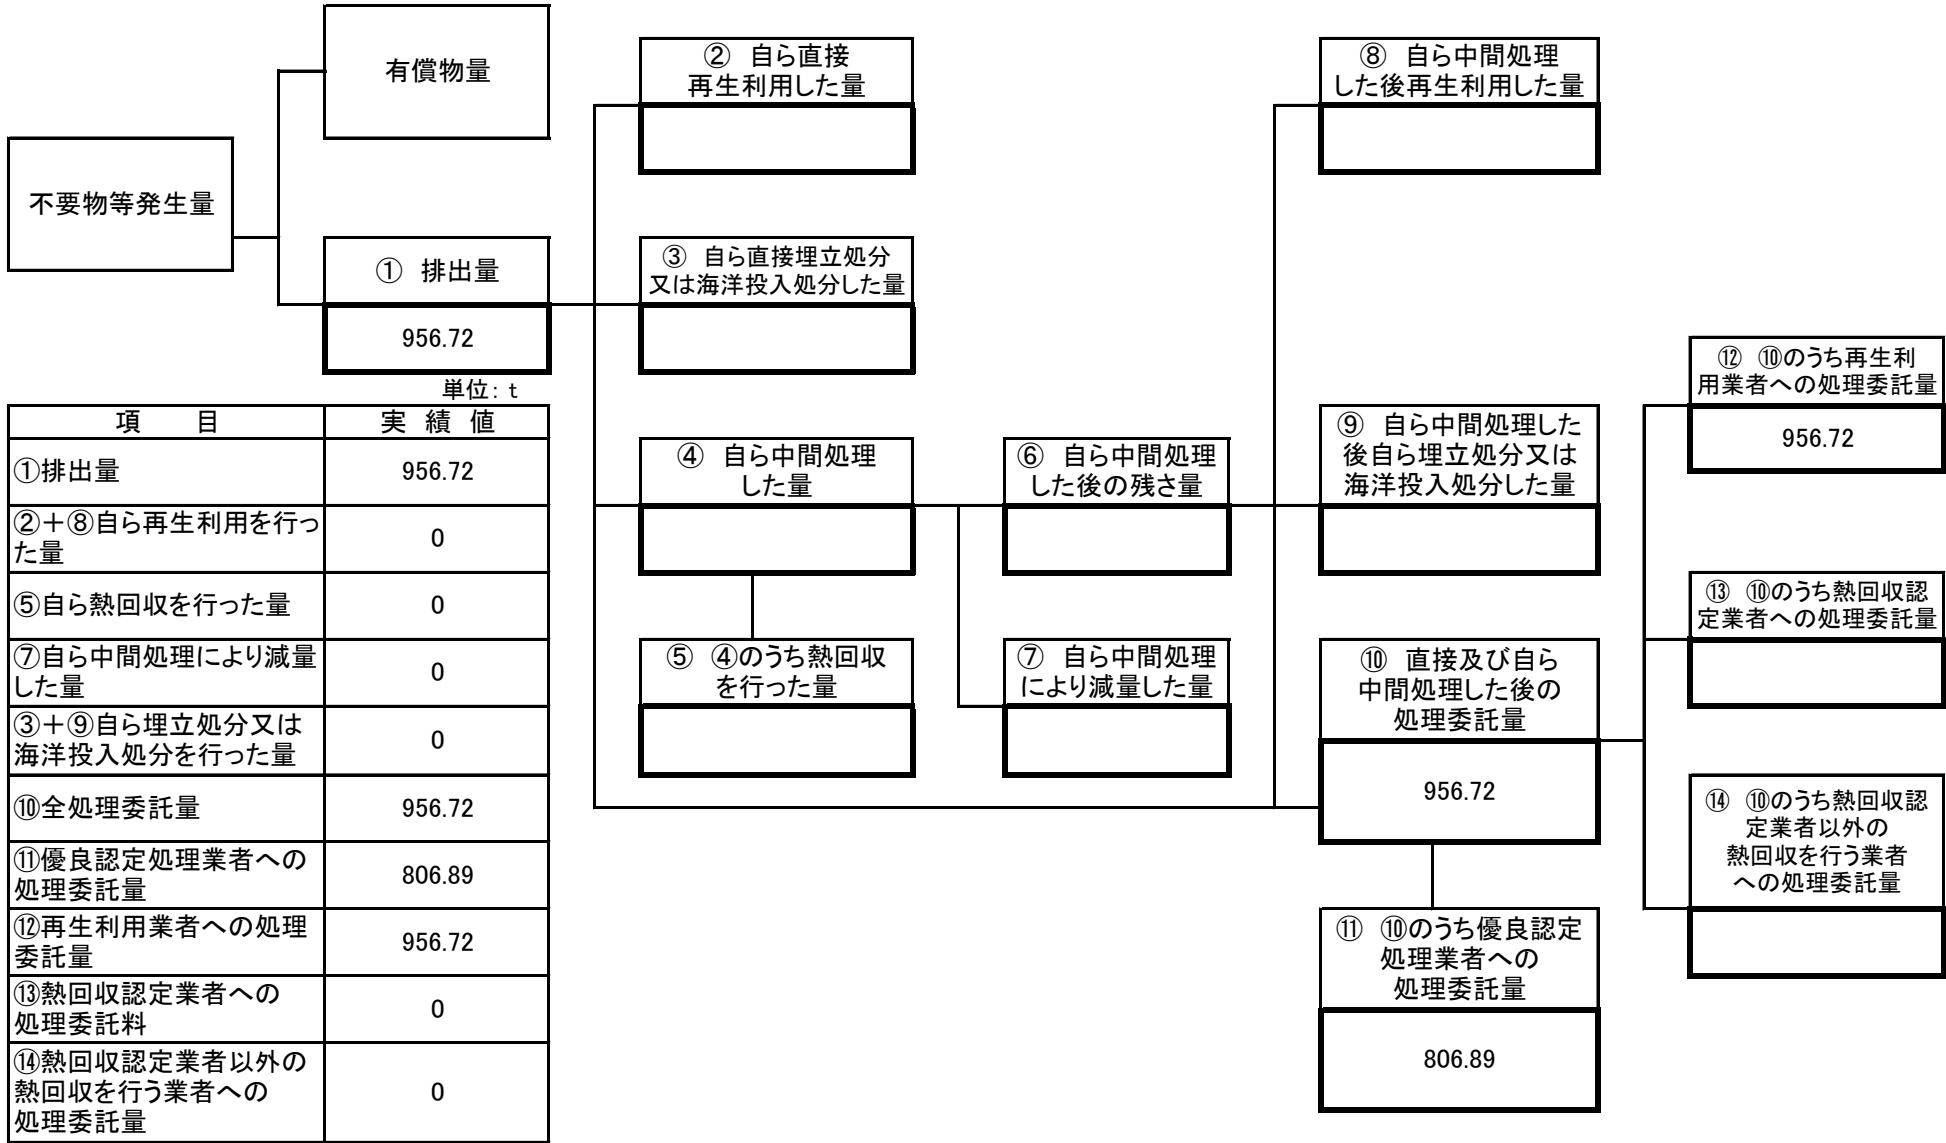 有償物量
不要物等発生量
① 排出量
956.72
② 自ら直接
再生利用した量
③ 自ら直接埋立処分
又は海洋投入処分した量
④ 自ら中間処理
した量
⑤ ④のうち熱回収
を行った量
⑥ 自ら中間処理
した後の残さ量
⑦ 自ら中間処理
により減量した量
⑧ 自ら中間処理
した後再生利用した量
⑨ 自ら中間処理した
後自ら埋立処分又は
海洋投入処分した量
⑩ 直接及び自ら
中間処理した後の
処理委託量
956.72
⑪ ⑩のうち優良認定
処理業者への
処理委託量
806.89
⑫ ⑩のうち再生利
用業者への処理委託量
956.72
⑬ ⑩のうち熱回収認
定業者への処理委託量
⑭ ⑩のうち熱回収認
定業者以外の
熱回収を行う業者
への処理委託量
単位：ｔ
項 目 実 績 値
①排出量 956.72
②＋⑧自ら再生利用を行っ
た量 0
⑤自ら熱回収を行った量 0
⑦自ら中間処理により減量
した量 0
③＋⑨自ら埋立処分又は
海洋投入処分を行った量 0
⑩全処理委託量 956.72
⑪優良認定処理業者への
処理委託量 806.89
⑫再生利用業者への処理
委託量 956.72
⑬熱回収認定業者への
処理委託料 0
⑭熱回収認定業者以外の
熱回収を行う業者への
処理委託量 0